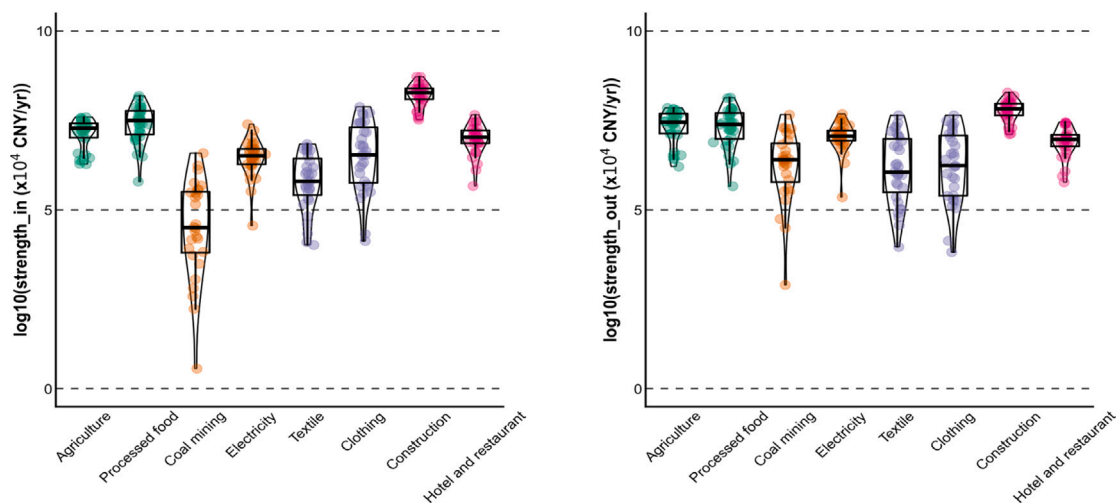 log10(strength_in (x10⁴ CNY/yr))
10
5
0
Agriculture
Processed food
Coal mining
Electricity
Textile
Clothing
Construction
Hotel and restaurant
log10(strength_out (x10⁴ CNY/yr))
10
5
0
Agriculture
Processed food
Coal mining
Electricity
Textile
Clothing
Construction
Hotel and restaurant